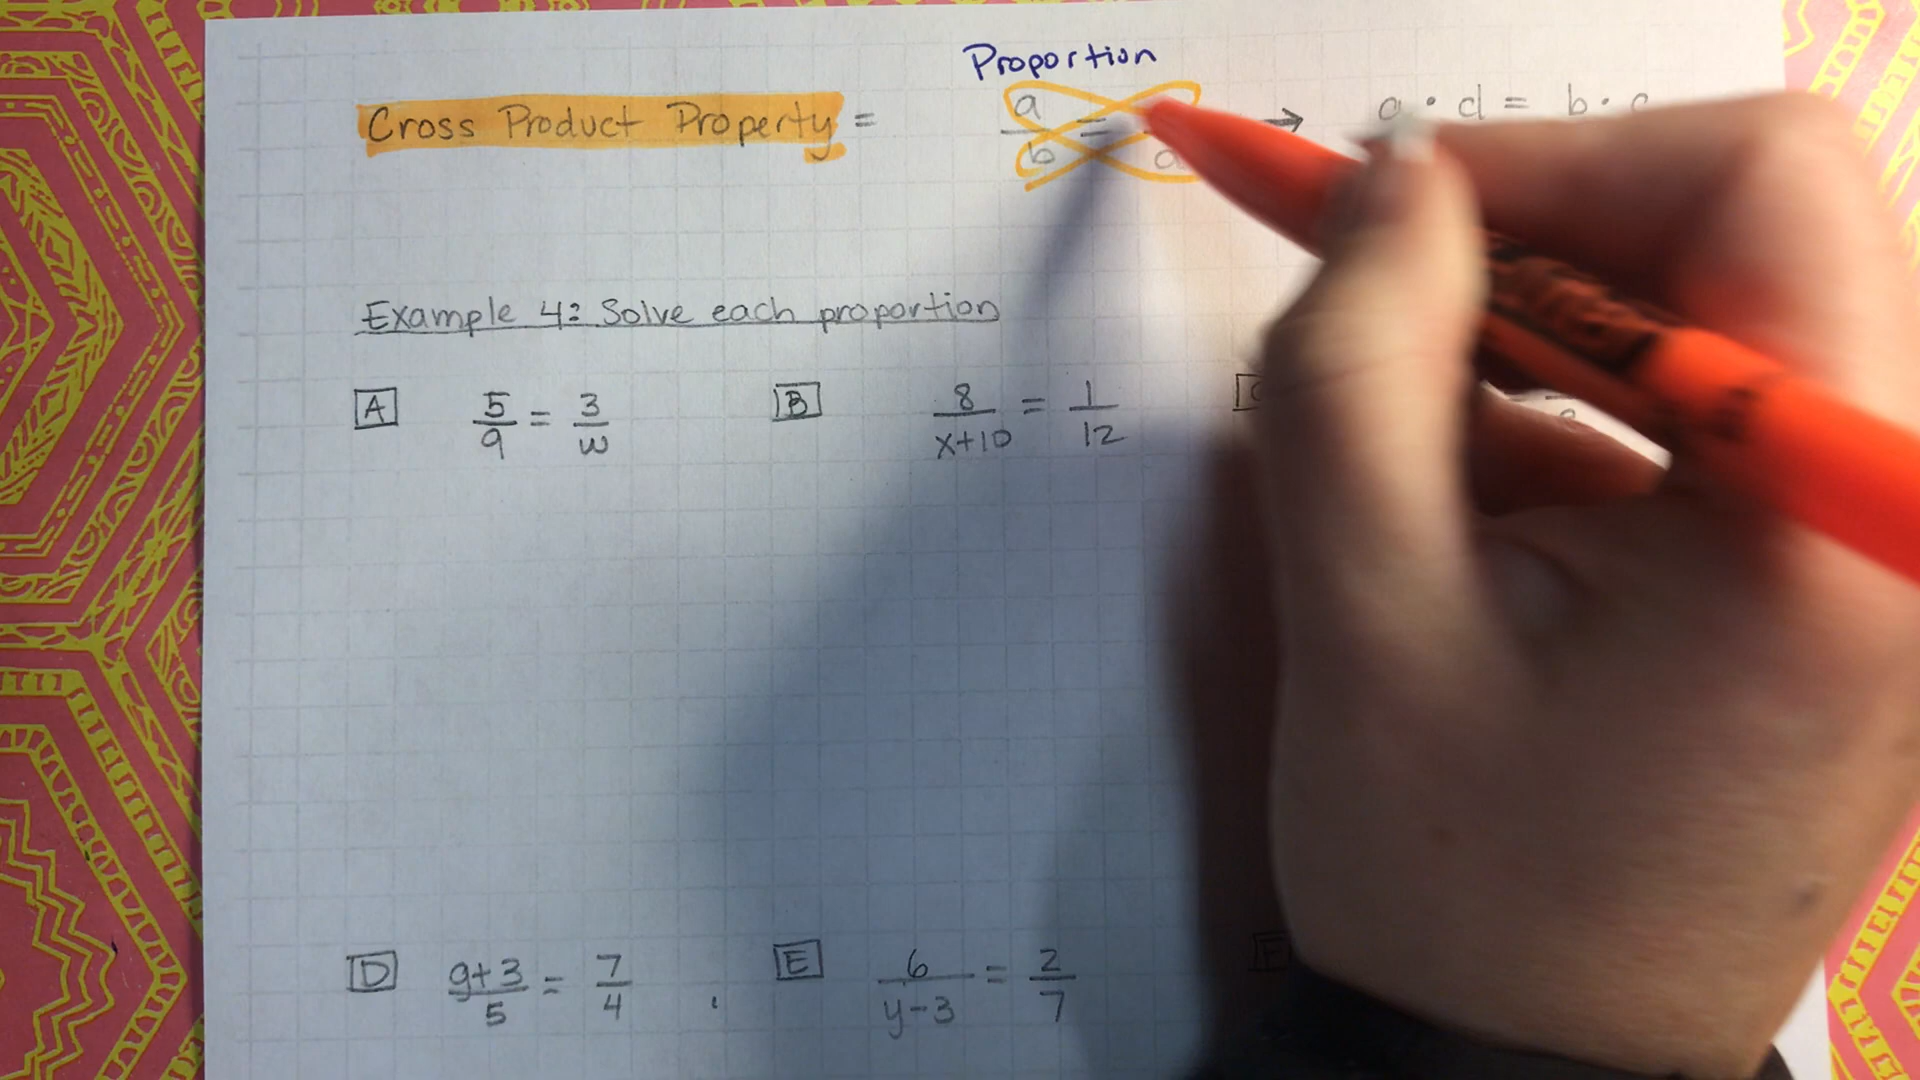 Proportion
Cross Product Property = a/b = → a · d = b · c
Example 4: Solve each proportion
A 5/9 = 3/w B 8/(x+10) = 1/12
D (g+3)/5 = 7/4 E 6/(y-3) = 2/7 F